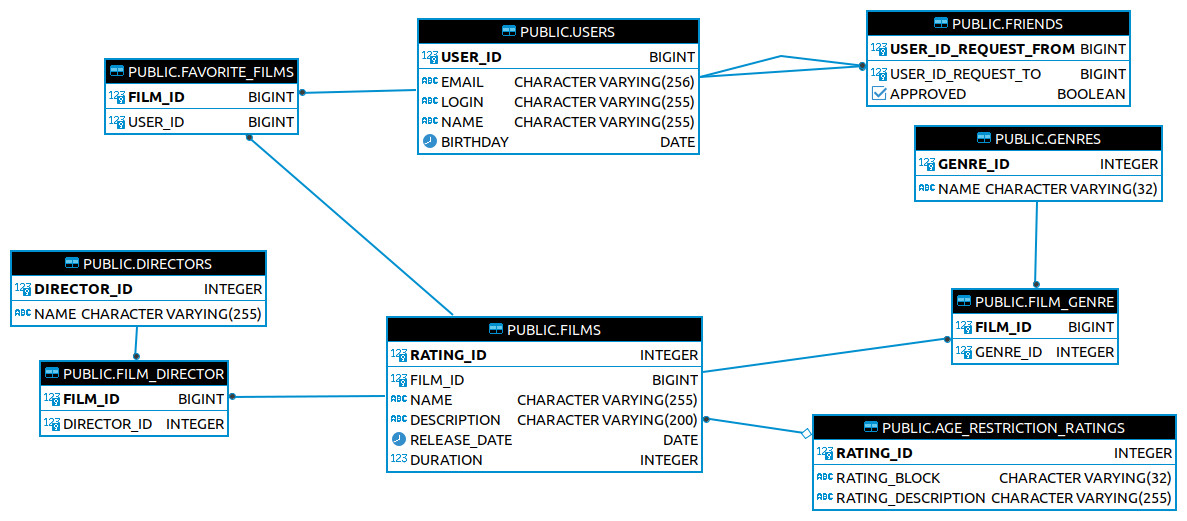 PUBLIC.USERS
USER_ID BIGINT
EMAIL CHARACTER VARYING(256)
LOGIN CHARACTER VARYING(255)
NAME CHARACTER VARYING(255)
BIRTHDAY DATE
PUBLIC.FRIENDS
USER_ID_REQUEST_FROM BIGINT
USER_ID_REQUEST_TO BIGINT
APPROVED BOOLEAN
PUBLIC.FAVORITE_FILMS
FILM_ID BIGINT
USER_ID BIGINT
PUBLIC.GENRES
GENRE_ID INTEGER
NAME CHARACTER VARYING(32)
PUBLIC.DIRECTORS
DIRECTOR_ID INTEGER
NAME CHARACTER VARYING(255)
PUBLIC.FILM_GENRE
FILM_ID BIGINT
GENRE_ID INTEGER
PUBLIC.FILMS
RATING_ID INTEGER
FILM_ID BIGINT
NAME CHARACTER VARYING(255)
DESCRIPTION CHARACTER VARYING(200)
RELEASE_DATE DATE
DURATION INTEGER
PUBLIC.FILM_DIRECTOR
FILM_ID BIGINT
DIRECTOR_ID INTEGER
PUBLIC.AGE_RESTRICTION_RATINGS
RATING_ID INTEGER
RATING_BLOCK CHARACTER VARYING(32)
RATING_DESCRIPTION CHARACTER VARYING(255)